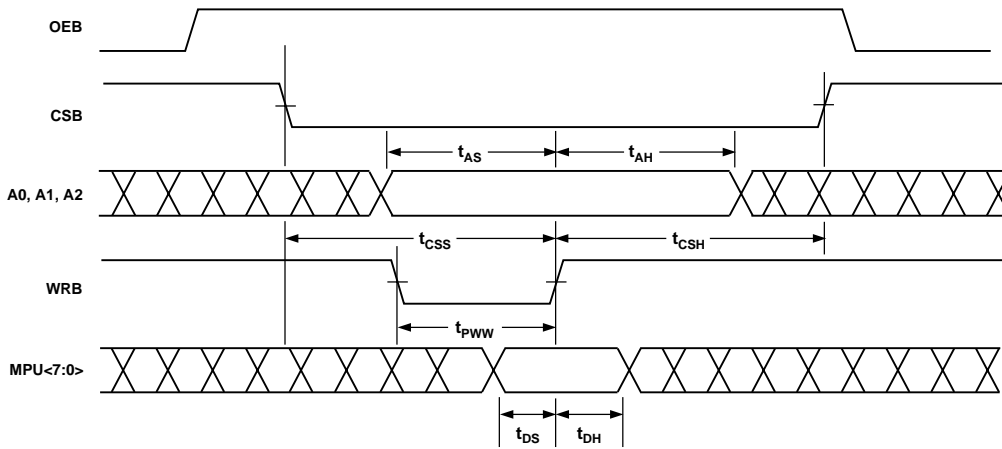 OEB
CSB
tAS
tAH
A0, A1, A2
tCSS
tCSH
WRB
tPWW
MPU<7:0>
tDS
tDH